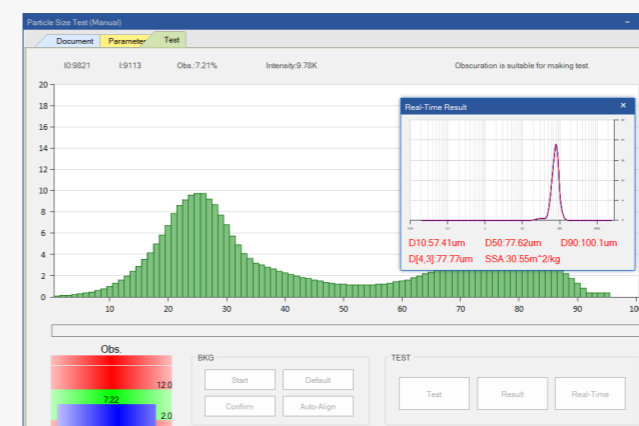 Particle Size Test (Manual)
Document Parameter Test
I0:9821 I:9113 Obs.:7.21% Intensity:9.78K Obscuration is suitable for making test.
20
18
16
14
12
10
8
6
4
2
0
10 20 30 40 50 60 70 80 90 10
Real-Time Result ×
D10:57.41um D50:77.62um D90:100.1um
D[4,3]:77.77um SSA:30.55m^2/kg
Obs.
12.0
7.22
2.0
BKG
Start Default
Confirm Auto-Align
TEST
Test Result Real-Time